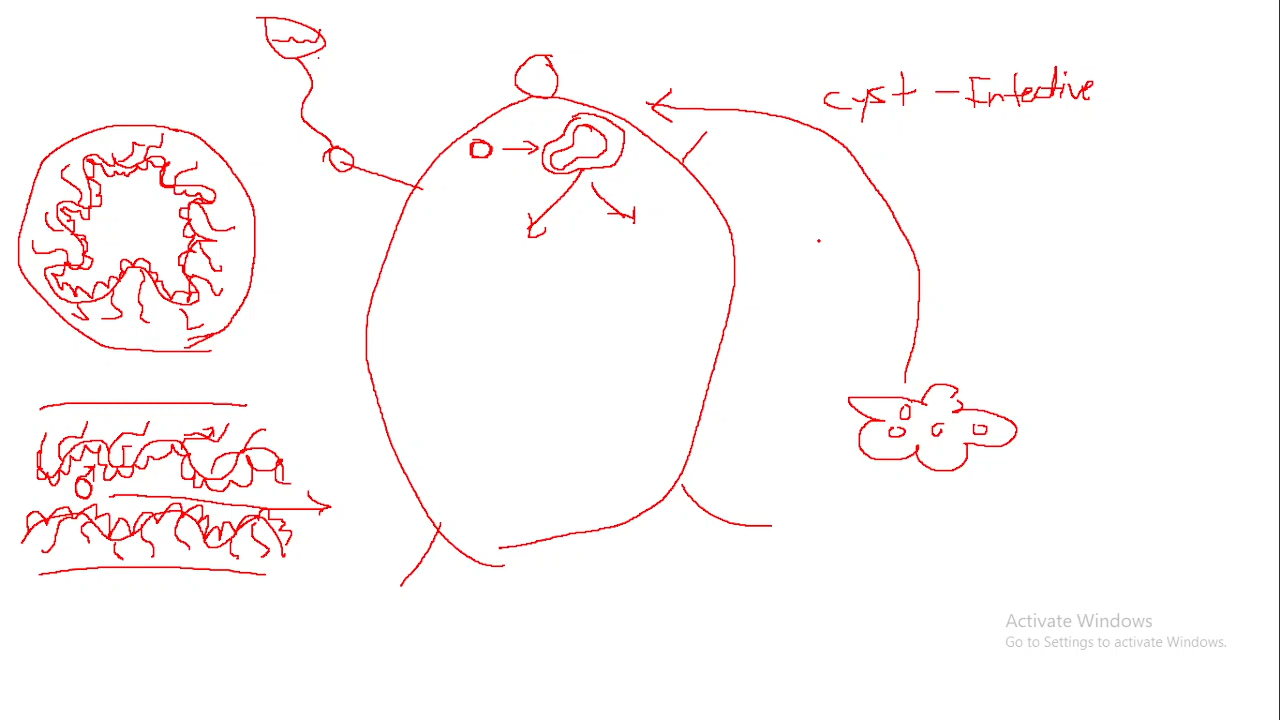 cyst - Infective
Activate Windows
Go to Settings to activate Windows.